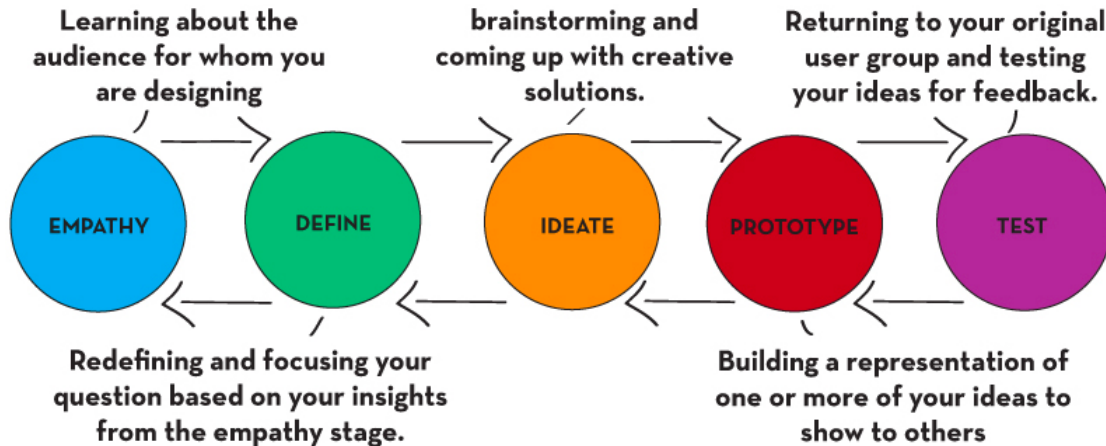 Learning about the
audience for whom you
are designing
brainstorming and
coming up with creative
solutions.
Returning to your original
user group and testing
your ideas for feedback.
EMPATHY
DEFINE
IDEATE
PROTOTYPE
TEST
Redefining and focusing your
question based on your insights
from the empathy stage.
Building a representation of
one or more of your ideas to
show to others